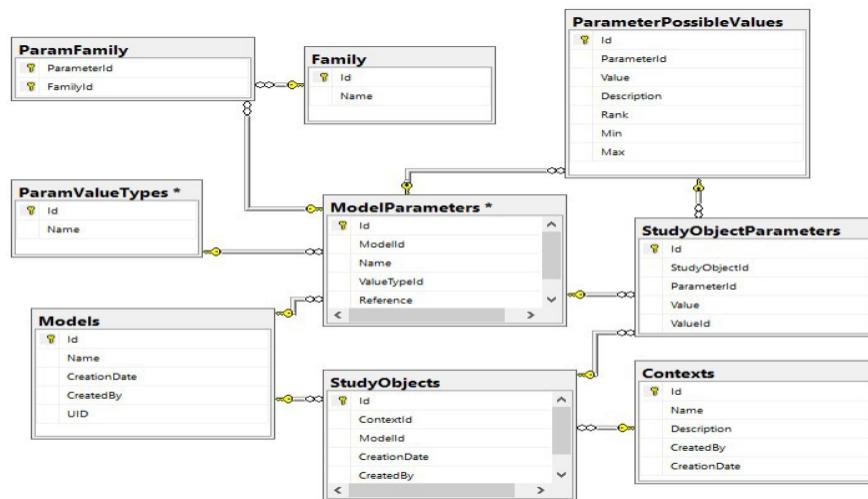 ParamFamily
ParameterId
FamilyId
Family
Id
Name
ParameterPossibleValues
Id
ParameterId
Value
Description
Rank
Min
Max
ParamValueTypes *
Id
Name
ModelParameters *
Id
ModelId
Name
ValueTypeId
Reference
StudyObjectParameters
Id
StudyObjectId
ParameterId
Value
ValueId
Models
Id
Name
CreationDate
CreatedBy
UID
StudyObjects
Id
ContextId
ModelId
CreationDate
CreatedBy
Contexts
Id
Name
Description
CreatedBy
CreationDate